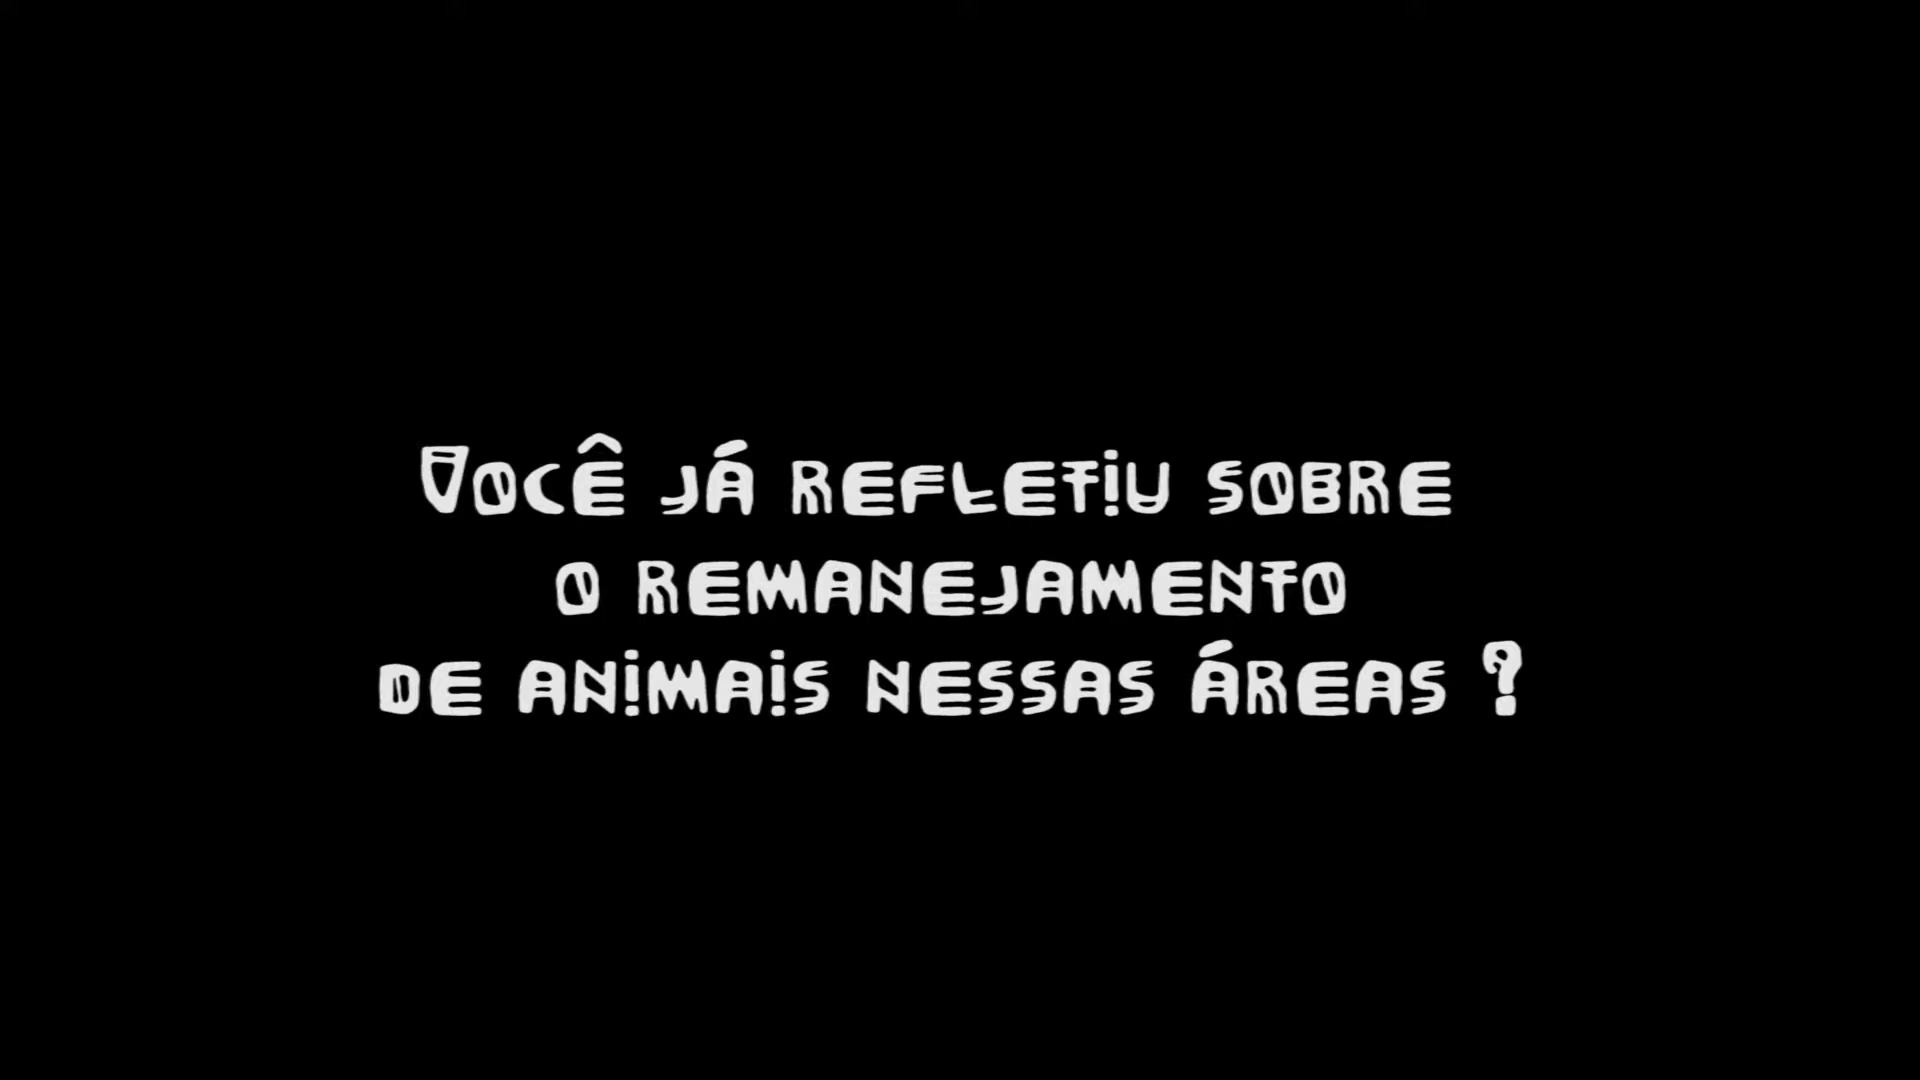 Você já refletiu sobre
o remanejamento
de animais nessas áreas ?